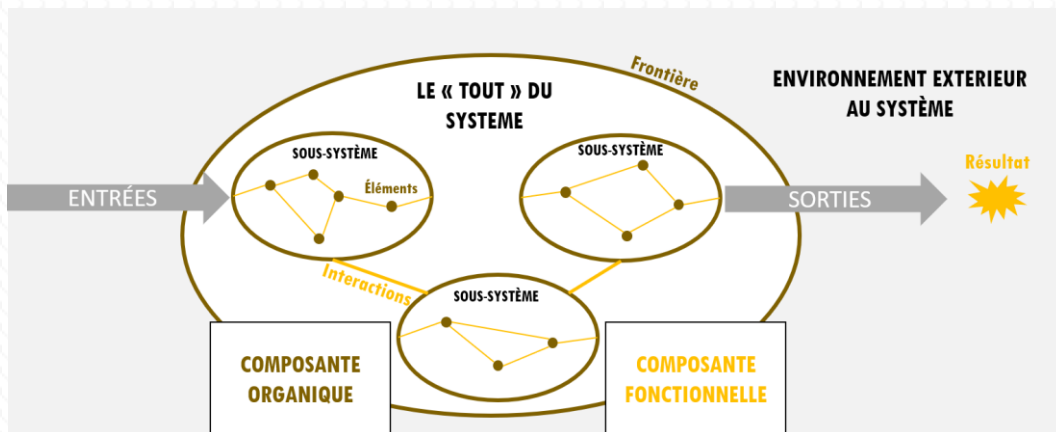 Frontière
LE « TOUT » DU
SYSTEME
ENVIRONNEMENT EXTERIEUR
AU SYSTÈME
SOUS-SYSTÈME
SOUS-SYSTÈME
Résultat
Éléments
ENTRÉES
SORTIES
Interactions
SOUS-SYSTÈME
COMPOSANTE
ORGANIQUE
COMPOSANTE
FONCTIONNELLE